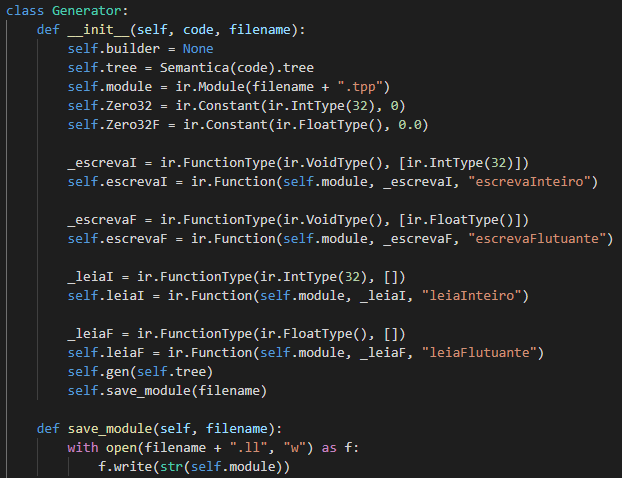 class Generator:
    def __init__(self, code, filename):
        self.builder = None
        self.tree = Semantica(code).tree
        self.module = ir.Module(filename + ".tpp")
        self.Zero32 = ir.Constant(ir.IntType(32), 0)
        self.Zero32F = ir.Constant(ir.FloatType(), 0.0)

        _escrevaI = ir.FunctionType(ir.VoidType(), [ir.IntType(32)])
        self.escrevaI = ir.Function(self.module, _escrevaI, "escrevaInteiro")

        _escrevaF = ir.FunctionType(ir.VoidType(), [ir.FloatType()])
        self.escrevaF = ir.Function(self.module, _escrevaF, "escrevaFlutuante")

        _leiaI = ir.FunctionType(ir.IntType(32), [])
        self.leiaI = ir.Function(self.module, _leiaI, "leiaInteiro")

        _leiaF = ir.FunctionType(ir.FloatType(), [])
        self.leiaF = ir.Function(self.module, _leiaF, "leiaFlutuante")
        self.gen(self.tree)
        self.save_module(filename)

    def save_module(self, filename):
        with open(filename + ".ll", "w") as f:
            f.write(str(self.module))